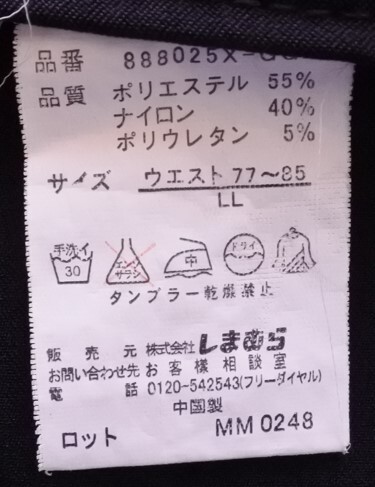 品番 888025X-
品質 ポリエステル 55%
ナイロン 40%
ポリウレタン 5%
サイズ ウエスト 77~85
LL
手洗イ 30 エンソサラシ 中 ドライ
タンブラー乾燥禁止
販売元 株式会社しまむら
お問い合わせ先 お客様相談室
電話 0120-542543(フリーダイヤル)
中国製
ロット MM0248